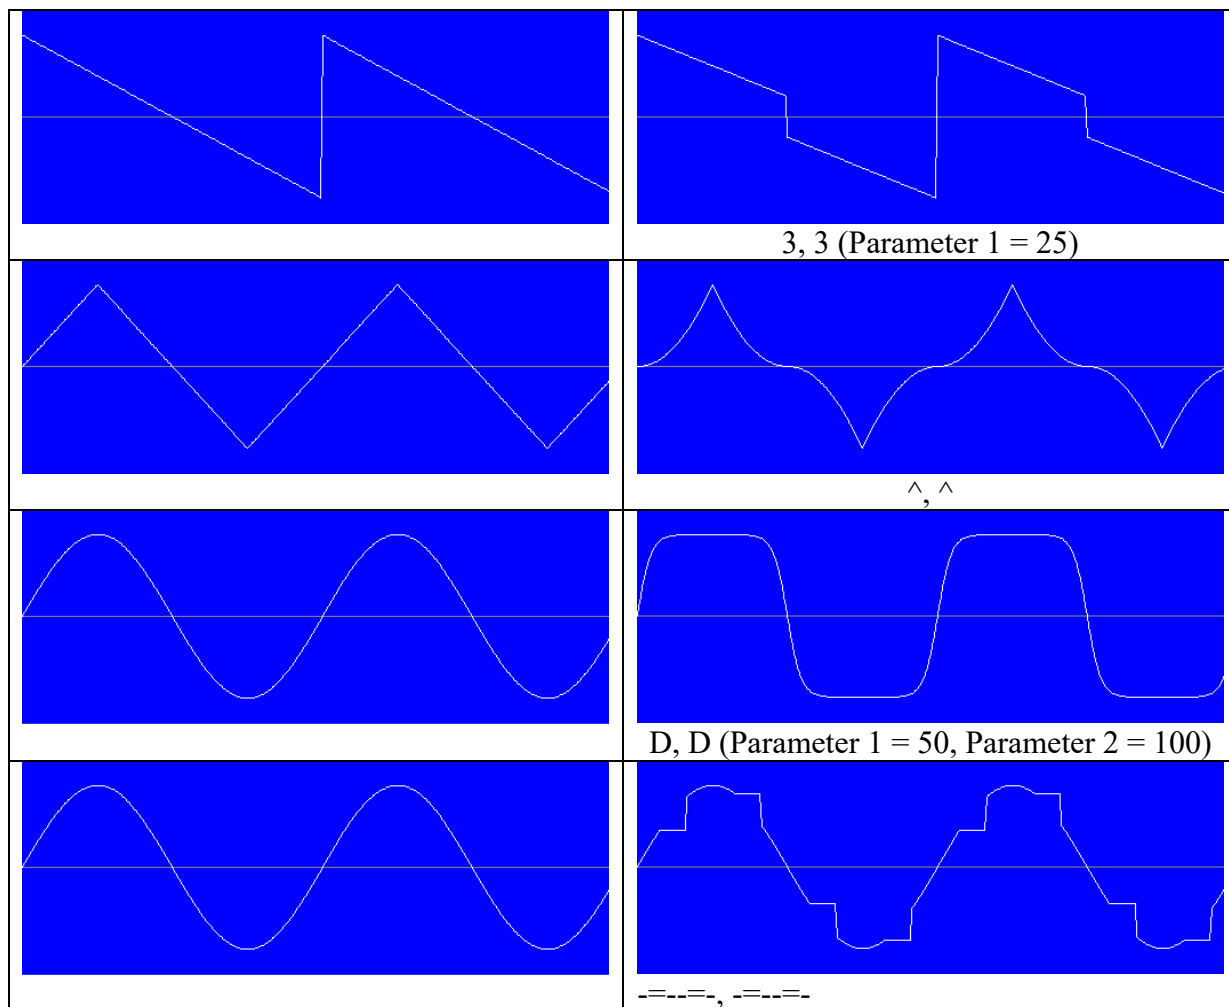 3, 3 (Parameter 1 = 25)
^, ^
D, D (Parameter 1 = 50, Parameter 2 = 100)
-=--=-, -=--=-